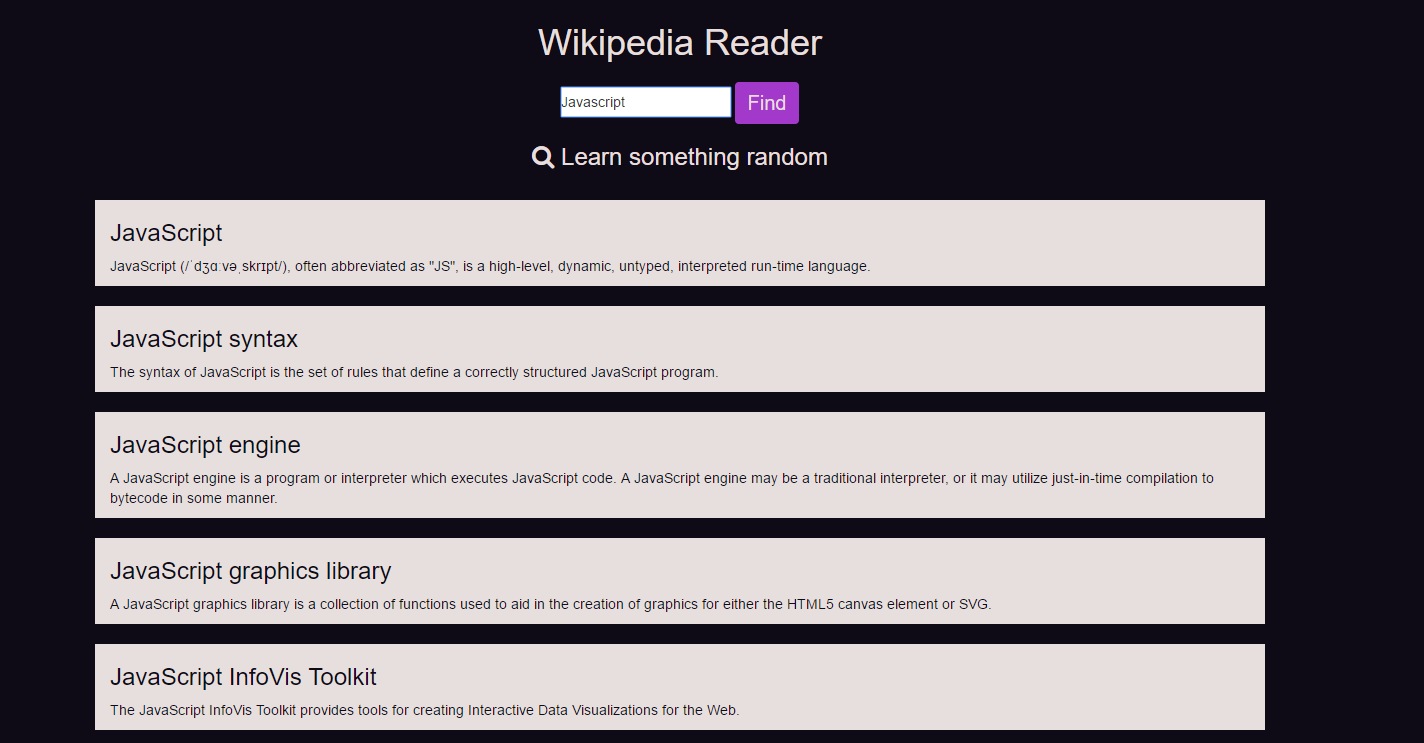 Wikipedia Reader
Javascript
Find
Learn something random
JavaScript
JavaScript (/ˈdʒɑːvəˌskrɪpt/), often abbreviated as "JS", is a high-level, dynamic, untyped, interpreted run-time language.
JavaScript syntax
The syntax of JavaScript is the set of rules that define a correctly structured JavaScript program.
JavaScript engine
A JavaScript engine is a program or interpreter which executes JavaScript code. A JavaScript engine may be a traditional interpreter, or it may utilize just-in-time compilation to
bytecode in some manner.
JavaScript graphics library
A JavaScript graphics library is a collection of functions used to aid in the creation of graphics for either the HTML5 canvas element or SVG.
JavaScript InfoVis Toolkit
The JavaScript InfoVis Toolkit provides tools for creating Interactive Data Visualizations for the Web.